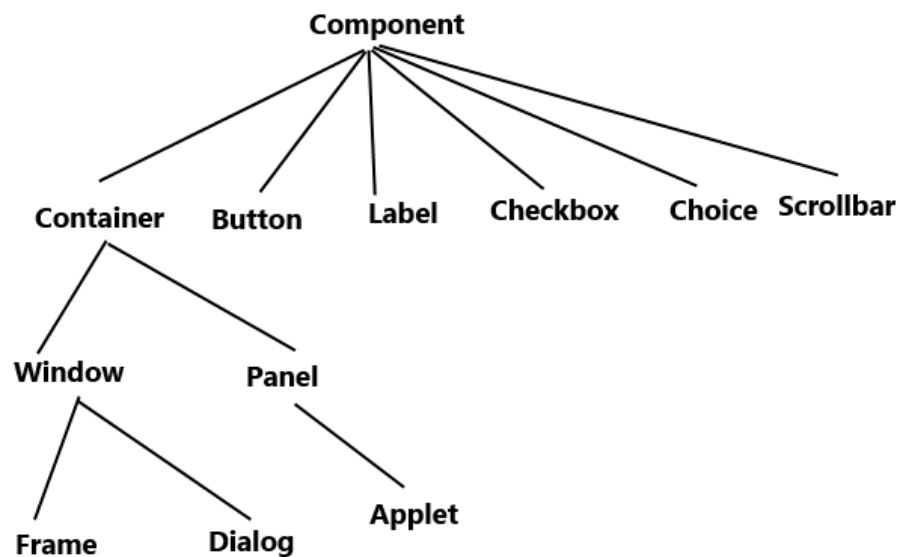 Component
Container
Button
Label
Checkbox
Choice
Scrollbar
Window
Panel
Frame
Dialog
Applet